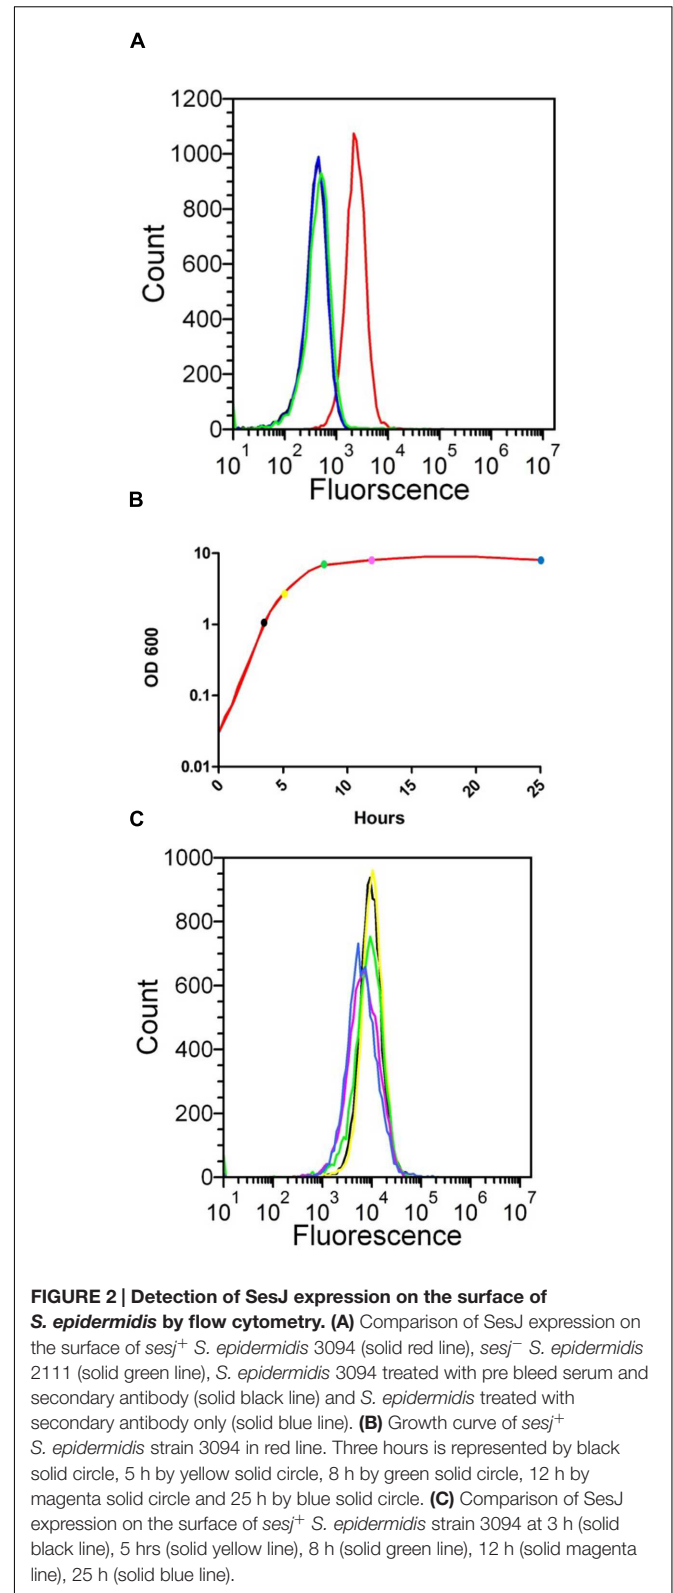 A
1200
1000
800
600
400
200
0
Count
10^1 10^2 10^3 10^4 10^5 10^6 10^7
Fluorscence
B
10
1
0.1
0.01
OD 600
0 5 10 15 20 25
Hours
C
1000
800
600
400
200
0
Count
10^1 10^2 10^3 10^4 10^5 10^6 10^7
Fluorescence
FIGURE 2 | Detection of SesJ expression on the surface of
S. epidermidis by flow cytometry. (A) Comparison of SesJ expression on
the surface of sesj+ S. epidermidis 3094 (solid red line), sesj− S. epidermidis
2111 (solid green line), S. epidermidis 3094 treated with pre bleed serum and
secondary antibody (solid black line) and S. epidermidis treated with
secondary antibody only (solid blue line). (B) Growth curve of sesj+
S. epidermidis strain 3094 in red line. Three hours is represented by black
solid circle, 5 h by yellow solid circle, 8 h by green solid circle, 12 h by
magenta solid circle and 25 h by blue solid circle. (C) Comparison of SesJ
expression on the surface of sesj+ S. epidermidis strain 3094 at 3 h (solid
black line), 5 hrs (solid yellow line), 8 h (solid green line), 12 h (solid magenta
line), 25 h (solid blue line).